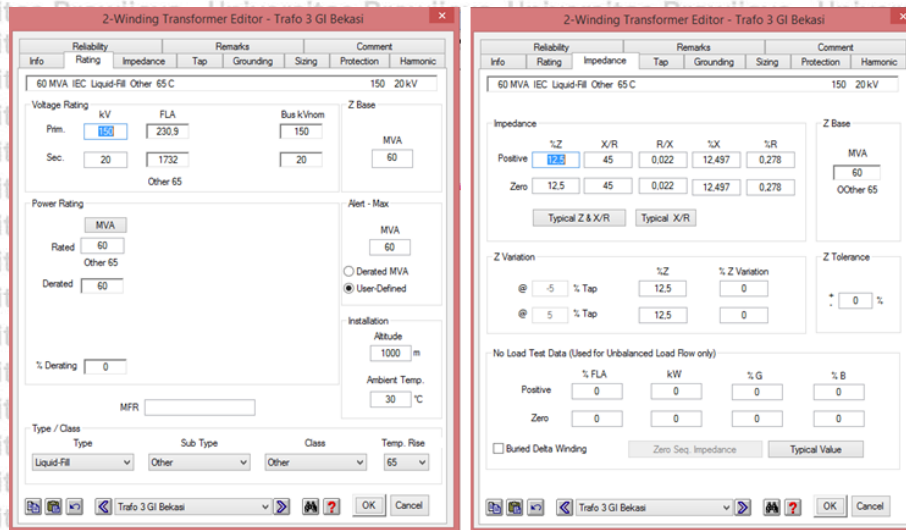 2-Winding Transformer Editor - Trafo 3 GI Bekasi
Reliability Remarks Comment
Info Rating Impedance Tap Grounding Sizing Protection Harmonic
60 MVA IEC Liquid-Fill Other 65 C 150 20 kV
Voltage Rating
kV FLA Bus kVnom
Prim. 150 230,9 150
Sec. 20 1732 20
Other 65
Z Base
MVA
60
Power Rating
MVA
Rated 60
Other 65
Derated 60
% Derating 0
Alert - Max
MVA
60
Derated MVA
User-Defined
Installation
Altitude
1000 m
Ambient Temp.
30 °C
MFR
Type / Class
Type Sub Type Class Temp. Rise
Liquid-Fill Other Other 65
Trafo 3 GI Bekasi OK Cancel
2-Winding Transformer Editor - Trafo 3 GI Bekasi
Reliability Remarks Comment
Info Rating Impedance Tap Grounding Sizing Protection Harmonic
60 MVA IEC Liquid-Fill Other 65 C 150 20 kV
Impedance
%Z X/R R/X %X %R
Positive 12,5 45 0,022 12,497 0,278
Zero 12,5 45 0,022 12,497 0,278
Typical Z & X/R Typical X/R
Z Base
MVA
60
OOther 65
Z Variation
%Z % Z Variation
@ -5 % Tap 12,5 0
@ 5 % Tap 12,5 0
Z Tolerance
+ - 0 %
No Load Test Data (Used for Unbalanced Load Flow only)
% FLA kW % G % B
Positive 0 0 0 0
Zero 0 0 0 0
Buried Delta Winding Zero Seq. Impedance Typical Value
Trafo 3 GI Bekasi OK Cancel